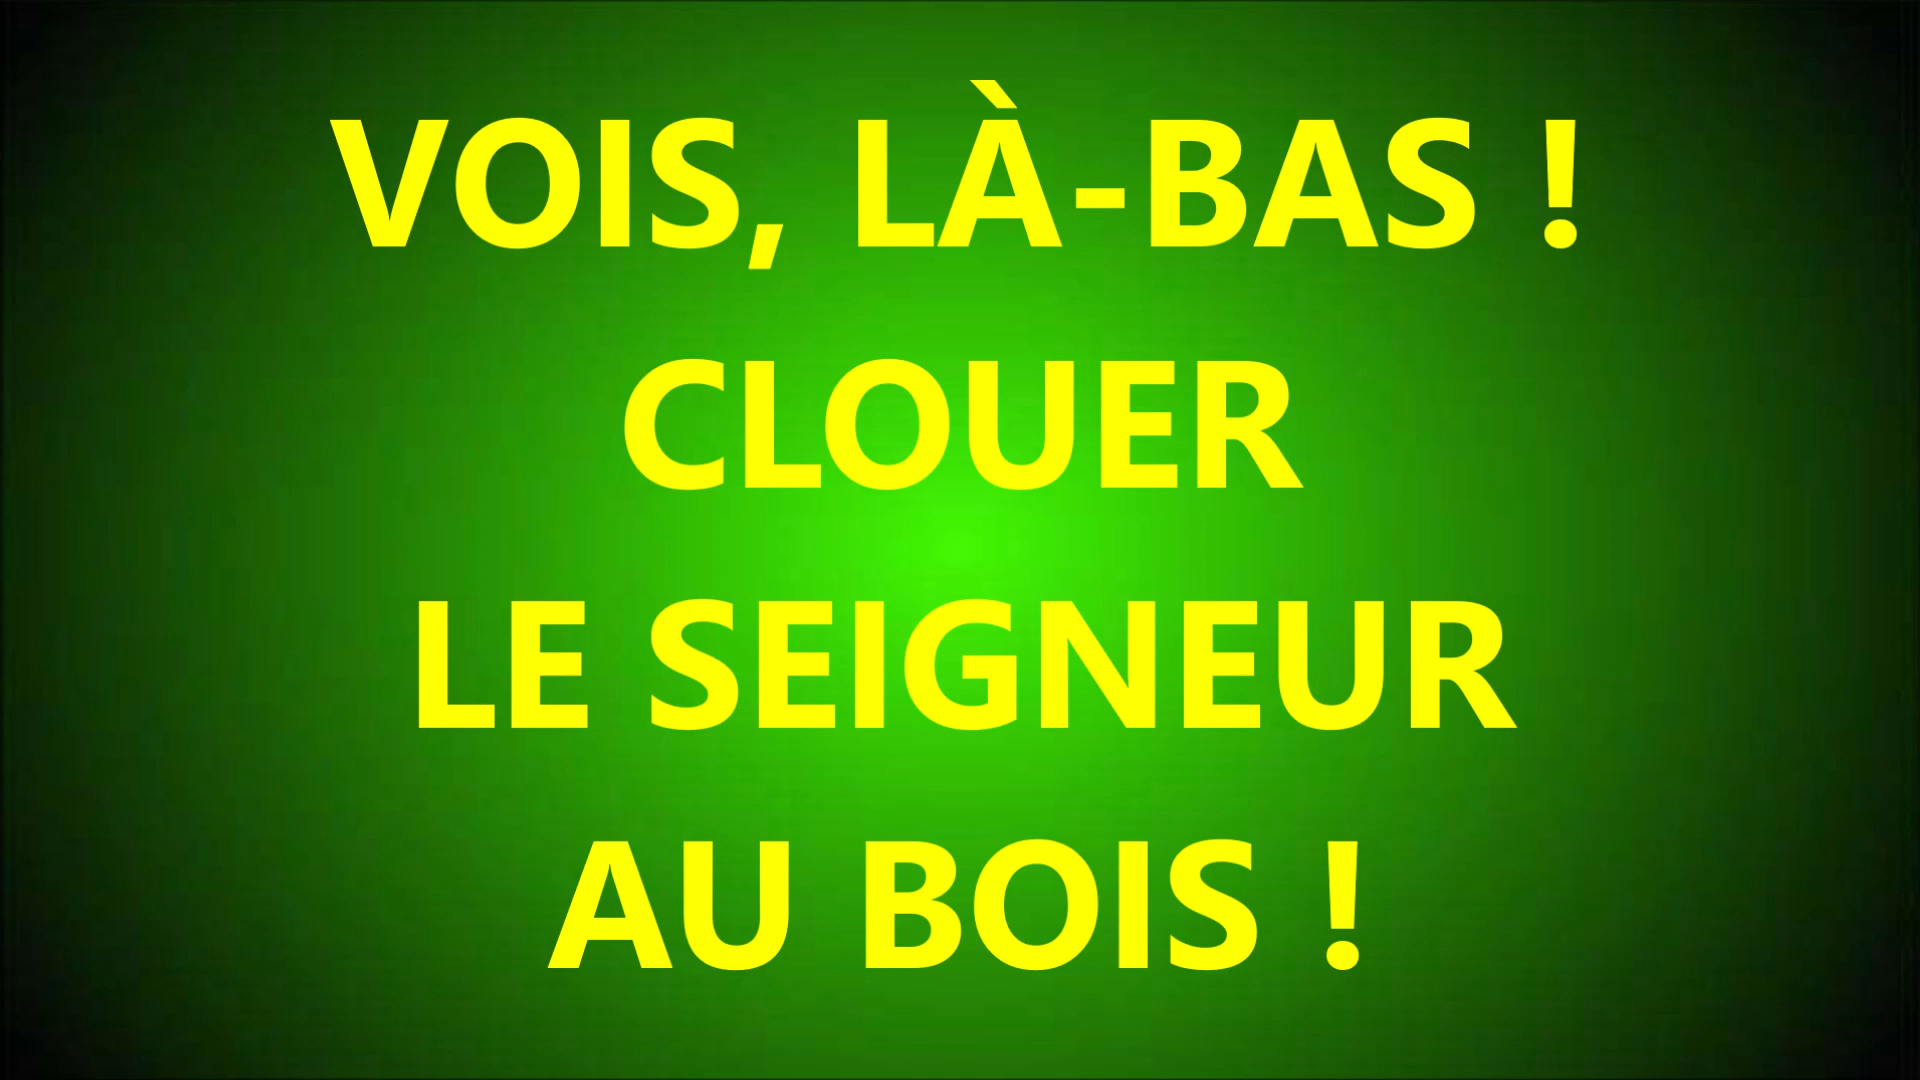 VOIS, LÀ-BAS !
CLOUER
LE SEIGNEUR
AU BOIS !